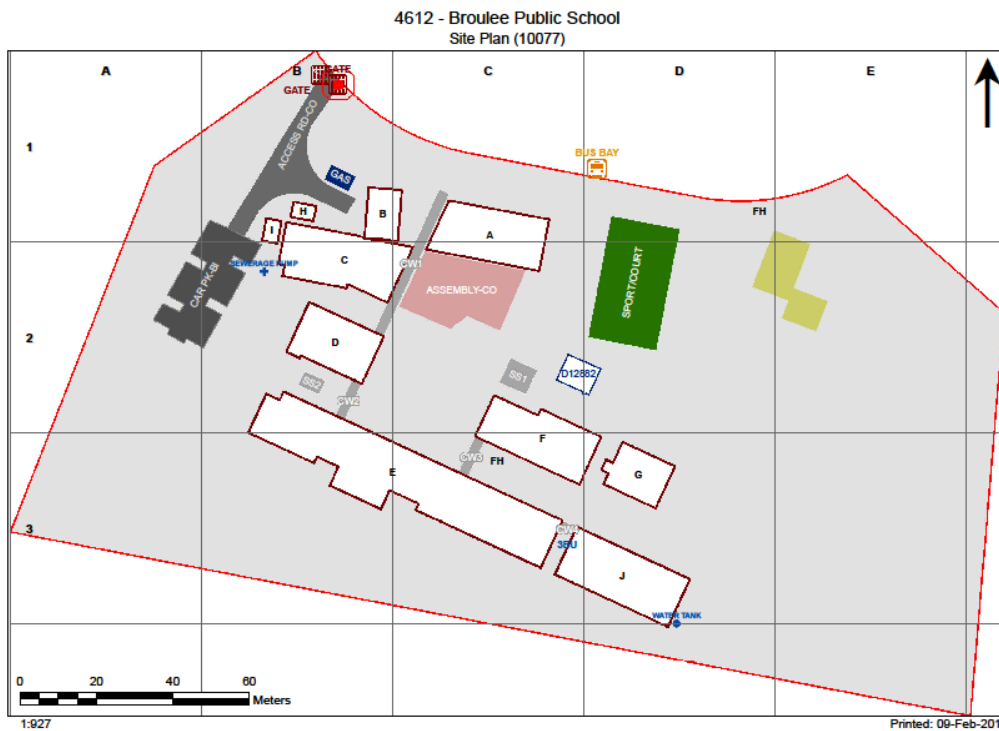 4612 - Broulee Public School
Site Plan (10077)
A
B
C
D
E
GATE
GATE
ACCESS RD-CO
1
BUS BAY
GAS
H
B
FH
I
A
C
CW1
SEWERAGE PUMP
CAR PK-BI
ASSEMBLY-CO
SPORT/COURT
2
D
SS2
SS1
D12882
CW2
F
CW3
FH
G
E
3
CW4
J
WATER TANK
0 20 40 60
Meters
1:927
Printed: 09-Feb-201